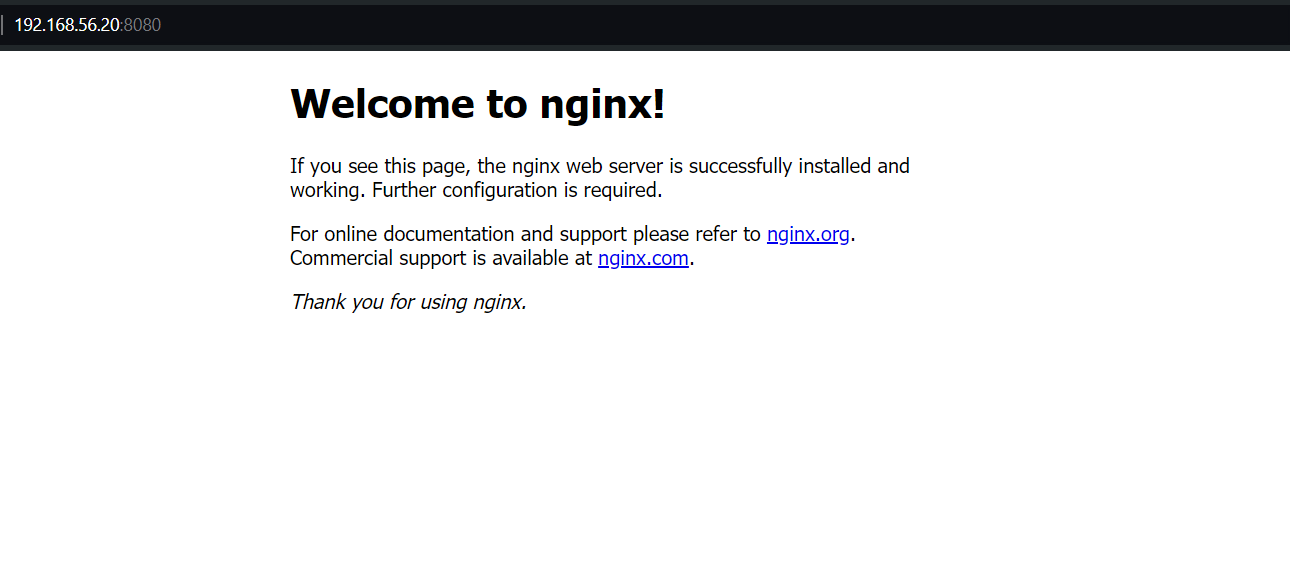 192.168.56.20:8080
Welcome to nginx!
If you see this page, the nginx web server is successfully installed and
working. Further configuration is required.
For online documentation and support please refer to nginx.org.
Commercial support is available at nginx.com.
Thank you for using nginx.